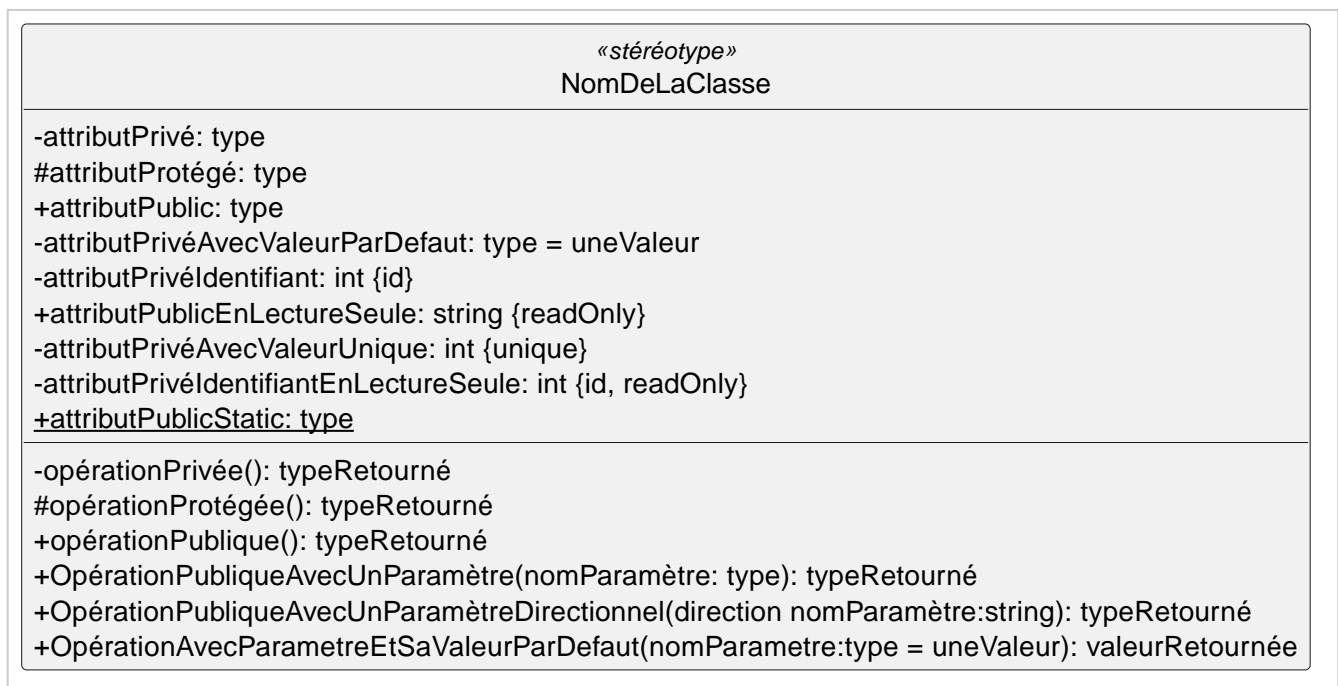 «stéréotype»
NomDeLaClasse
-attributPrivé: type
#attributProtégé: type
+attributPublic: type
-attributPrivéAvecValeurParDefaut: type = uneValeur
-attributPrivéIdentifiant: int {id}
+attributPublicEnLectureSeule: string {readOnly}
-attributPrivéAvecValeurUnique: int {unique}
-attributPrivéIdentifiantEnLectureSeule: int {id, readOnly}
+attributPublicStatic: type
-opérationPrivée(): typeRetourné
#opérationProtégée(): typeRetourné
+opérationPublique(): typeRetourné
+OpérationPubliqueAvecUnParamètre(nomParamètre: type): typeRetourné
+OpérationPubliqueAvecUnParamètreDirectionnel(direction nomParamètre:string): typeRetourné
+OpérationAvecParametreEtSaValeurParDefaut(nomParametre:type = uneValeur): valeurRetournée